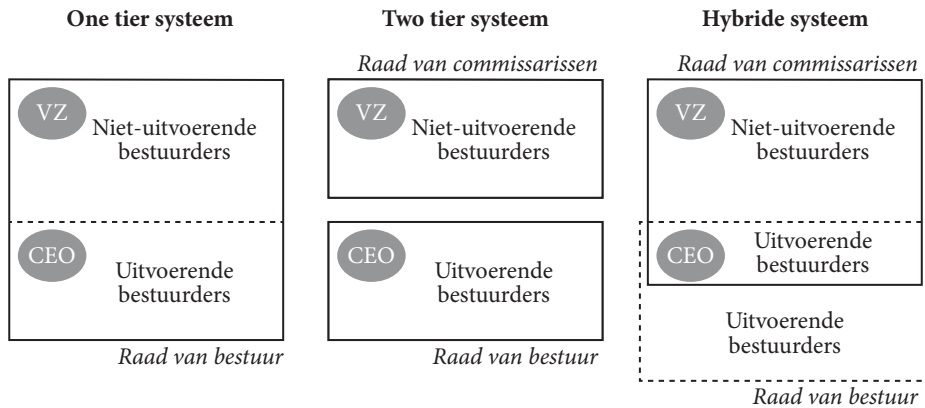 One tier systeem
Two tier systeem
Hybride systeem
Raad van commissarissen
Raad van commissarissen
VZ
Niet-uitvoerende
bestuurders
VZ
Niet-uitvoerende
bestuurders
VZ
Niet-uitvoerende
bestuurders
CEO
Uitvoerende
bestuurders
CEO
Uitvoerende
bestuurders
CEO
Uitvoerende
bestuurders
Uitvoerende
bestuurders
Raad van bestuur
Raad van bestuur
Raad van bestuur